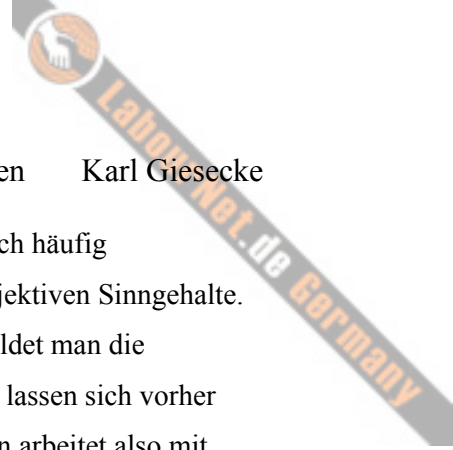 LabourNet.de Germany
en Karl Giesecke
ch häufig
jektiven Sinngehalte.
ldet man die
lassen sich vorher
n arbeitet also mit